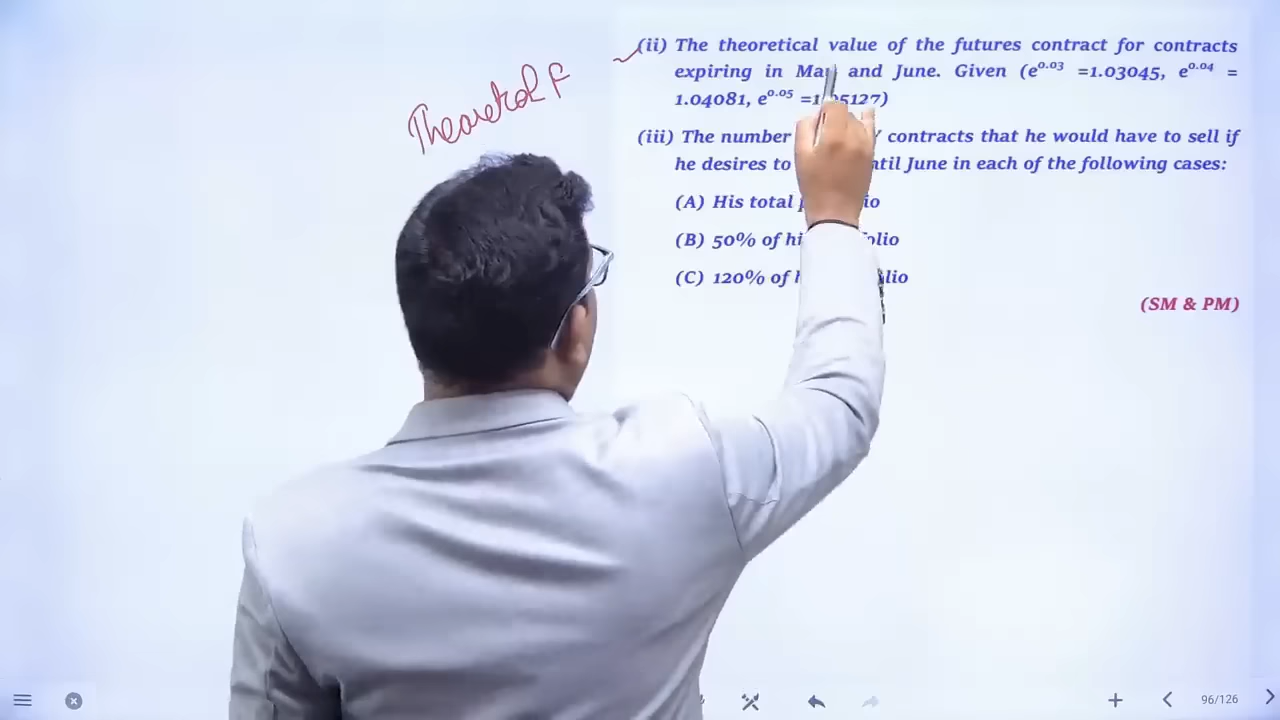 Theoretical F
(ii) The theoretical value of the futures contract for contracts
expiring in May and June. Given (e^0.03 =1.03045, e^0.04 =
1.04081, e^0.05 =1.05127)
(iii) The number contracts that he would have to sell if
he desires to until June in each of the following cases:
(A) His total
(B) 50% of
(C) 120% of
(SM & PM)
96/126